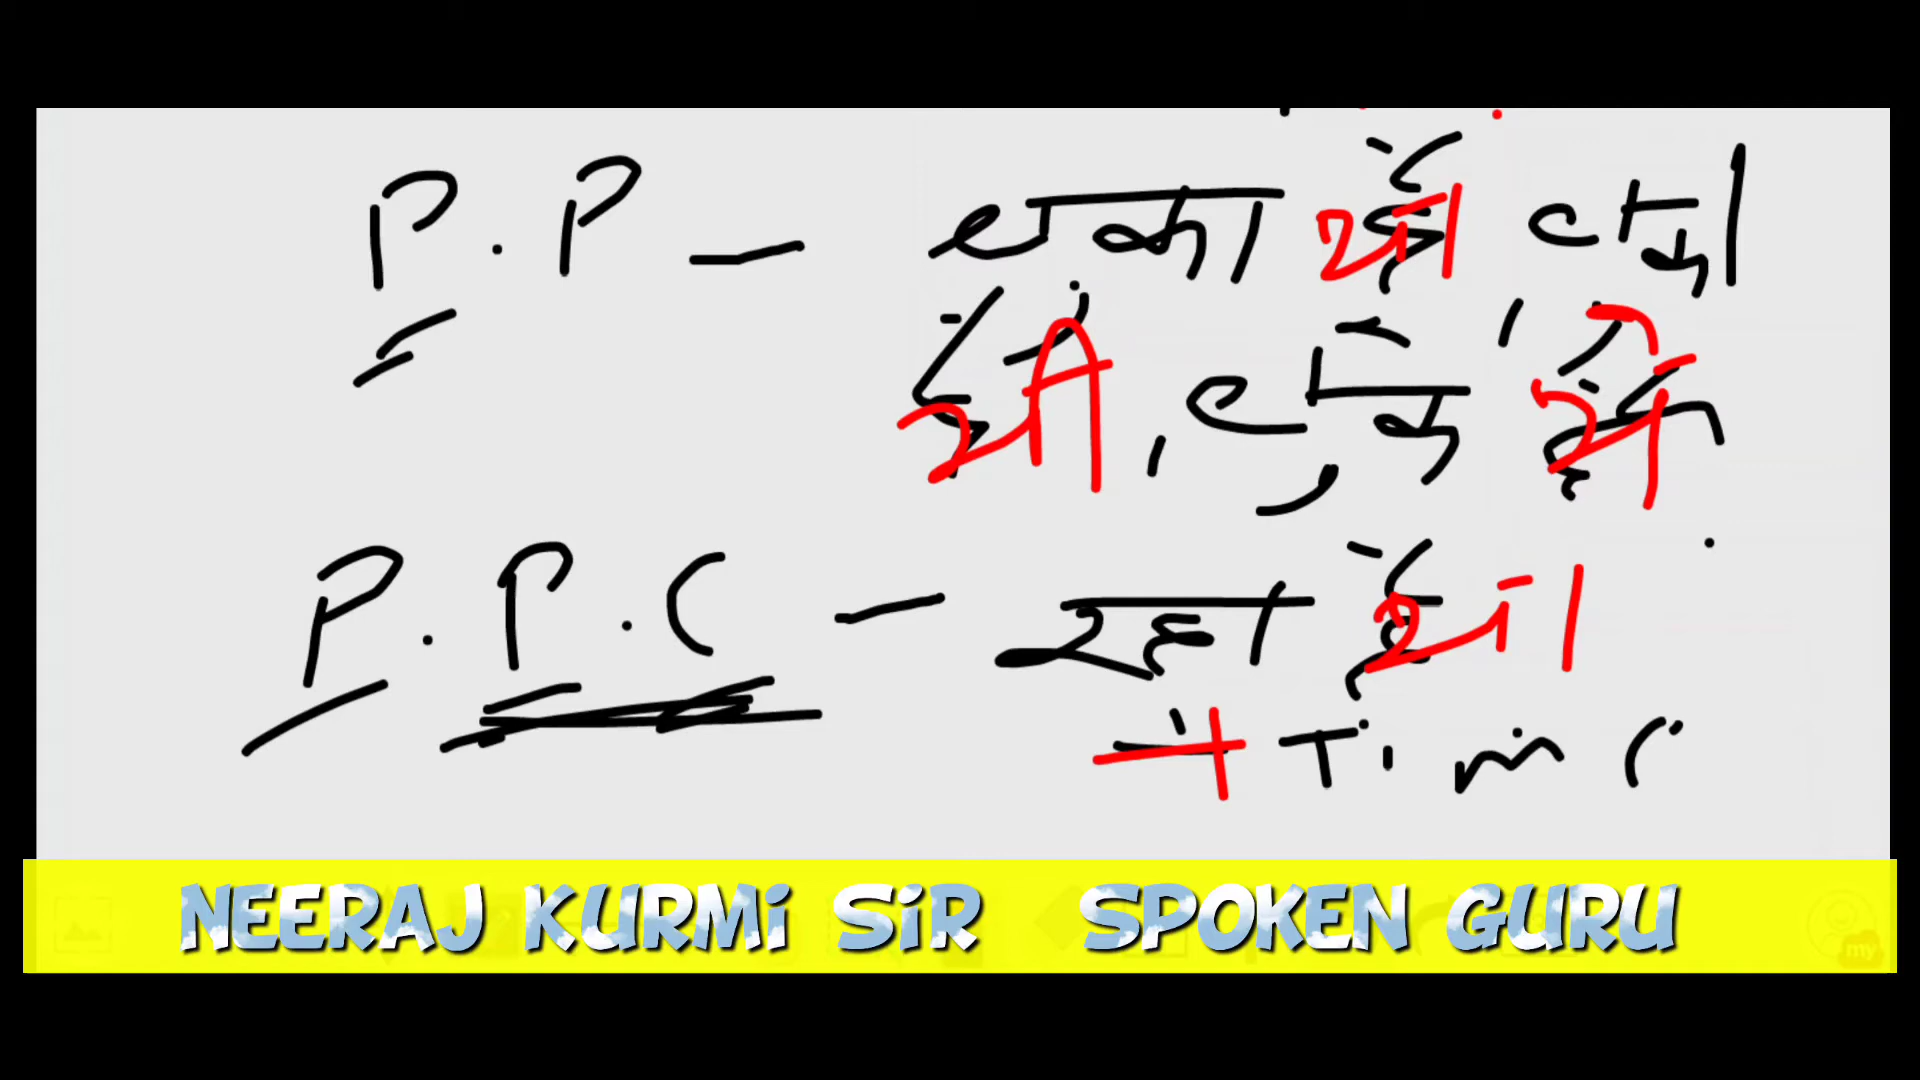 P.P — चुका है था चुकी
है थी, चुके है थे
P.P.C — रहा है था
+ Time
NEERAJ KURMI SIR SPOKEN GURU